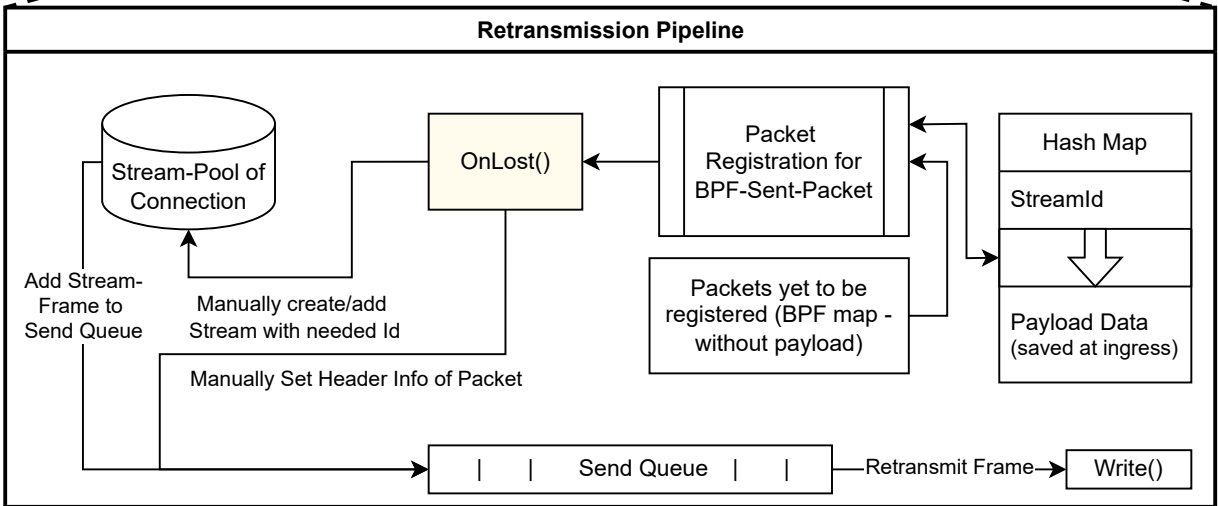 Retransmission Pipeline
Stream-Pool of
Connection
OnLost()
Packet
Registration for
BPF-Sent-Packet
Hash Map
StreamId
Payload Data
(saved at ingress)
Packets yet to be
registered (BPF map -
without payload)
Add Stream-
Frame to
Send Queue
Manually create/add
Stream with needed Id
Manually Set Header Info of Packet
| | Send Queue | |
Retransmit Frame
Write()